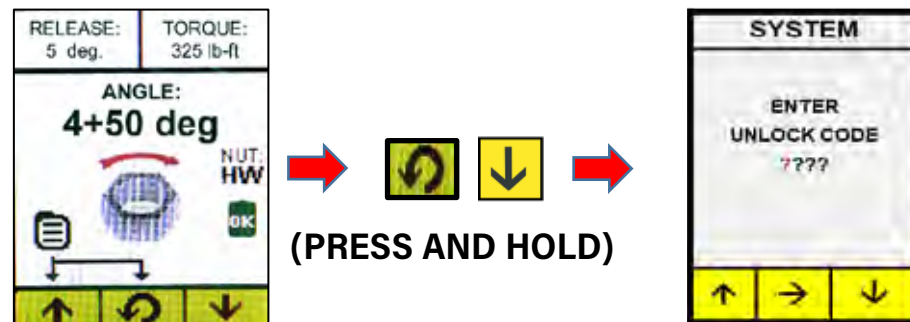 RELEASE:
5 deg.
TORQUE:
325 lb-ft
ANGLE:
4+50 deg
NUT:
HW
OK
(PRESS AND HOLD)
SYSTEM
ENTER
UNLOCK CODE
????